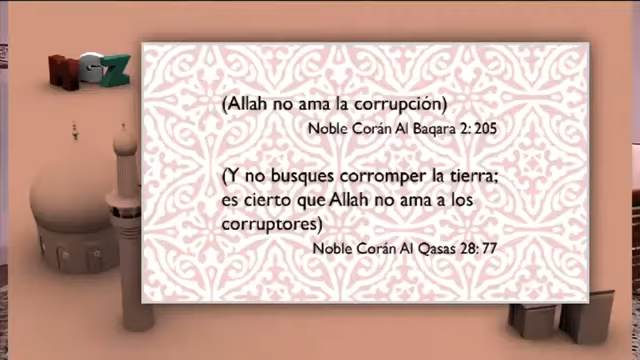 (Allah no ama la corrupción)
Noble Corán Al Baqara 2: 205
(Y no busques corromper la tierra;
es cierto que Allah no ama a los
corruptores)
Noble Corán Al Qasas 28: 77